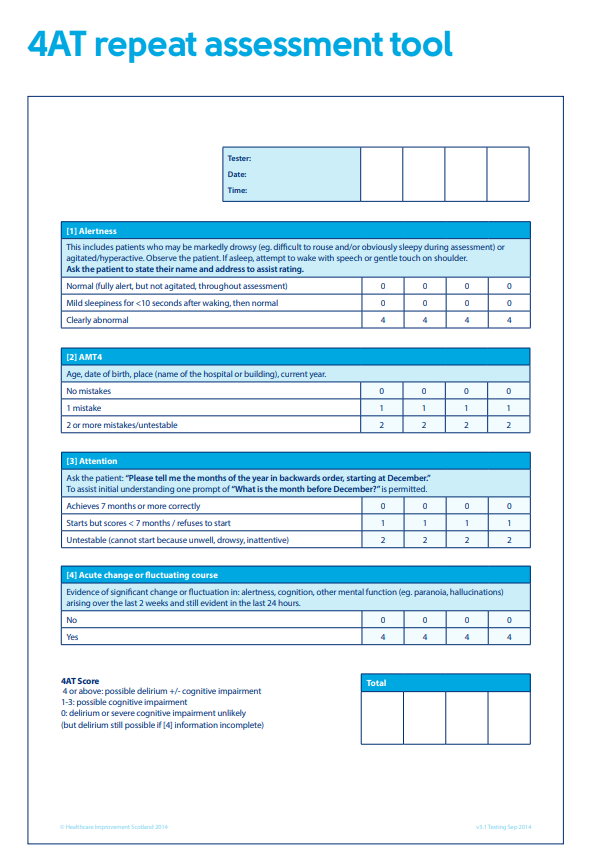 4AT repeat assessment tool
Tester:
Date:
Time:
[1] Alertness
This includes patients who may be markedly drowsy (eg. difficult to rouse and/or obviously sleepy during assessment) or
agitated/hyperactive. Observe the patient. If asleep, attempt to wake with speech or gentle touch on shoulder.
Ask the patient to state their name and address to assist rating.
Normal (fully alert, but not agitated, throughout assessment) 0 0 0 0
Mild sleepiness for <10 seconds after waking, then normal 0 0 0 0
Clearly abnormal 4 4 4 4
[2] AMT4
Age, date of birth, place (name of the hospital or building), current year.
No mistakes 0 0 0 0
1 mistake 1 1 1 1
2 or more mistakes/untestable 2 2 2 2
[3] Attention
Ask the patient: “Please tell me the months of the year in backwards order, starting at December.”
To assist initial understanding one prompt of “What is the month before December?” is permitted.
Achieves 7 months or more correctly 0 0 0 0
Starts but scores < 7 months / refuses to start 1 1 1 1
Untestable (cannot start because unwell, drowsy, inattentive) 2 2 2 2
[4] Acute change or fluctuating course
Evidence of significant change or fluctuation in: alertness, cognition, other mental function (eg. paranoia, hallucinations)
arising over the last 2 weeks and still evident in the last 24 hours.
No 0 0 0 0
Yes 4 4 4 4
4AT Score
4 or above: possible delirium +/- cognitive impairment
1-3: possible cognitive impairment
0: delirium or severe cognitive impairment unlikely
(but delirium still possible if [4] information incomplete)
Total
© Healthcare Improvement Scotland 2014
v3.1 Testing Sep 2014